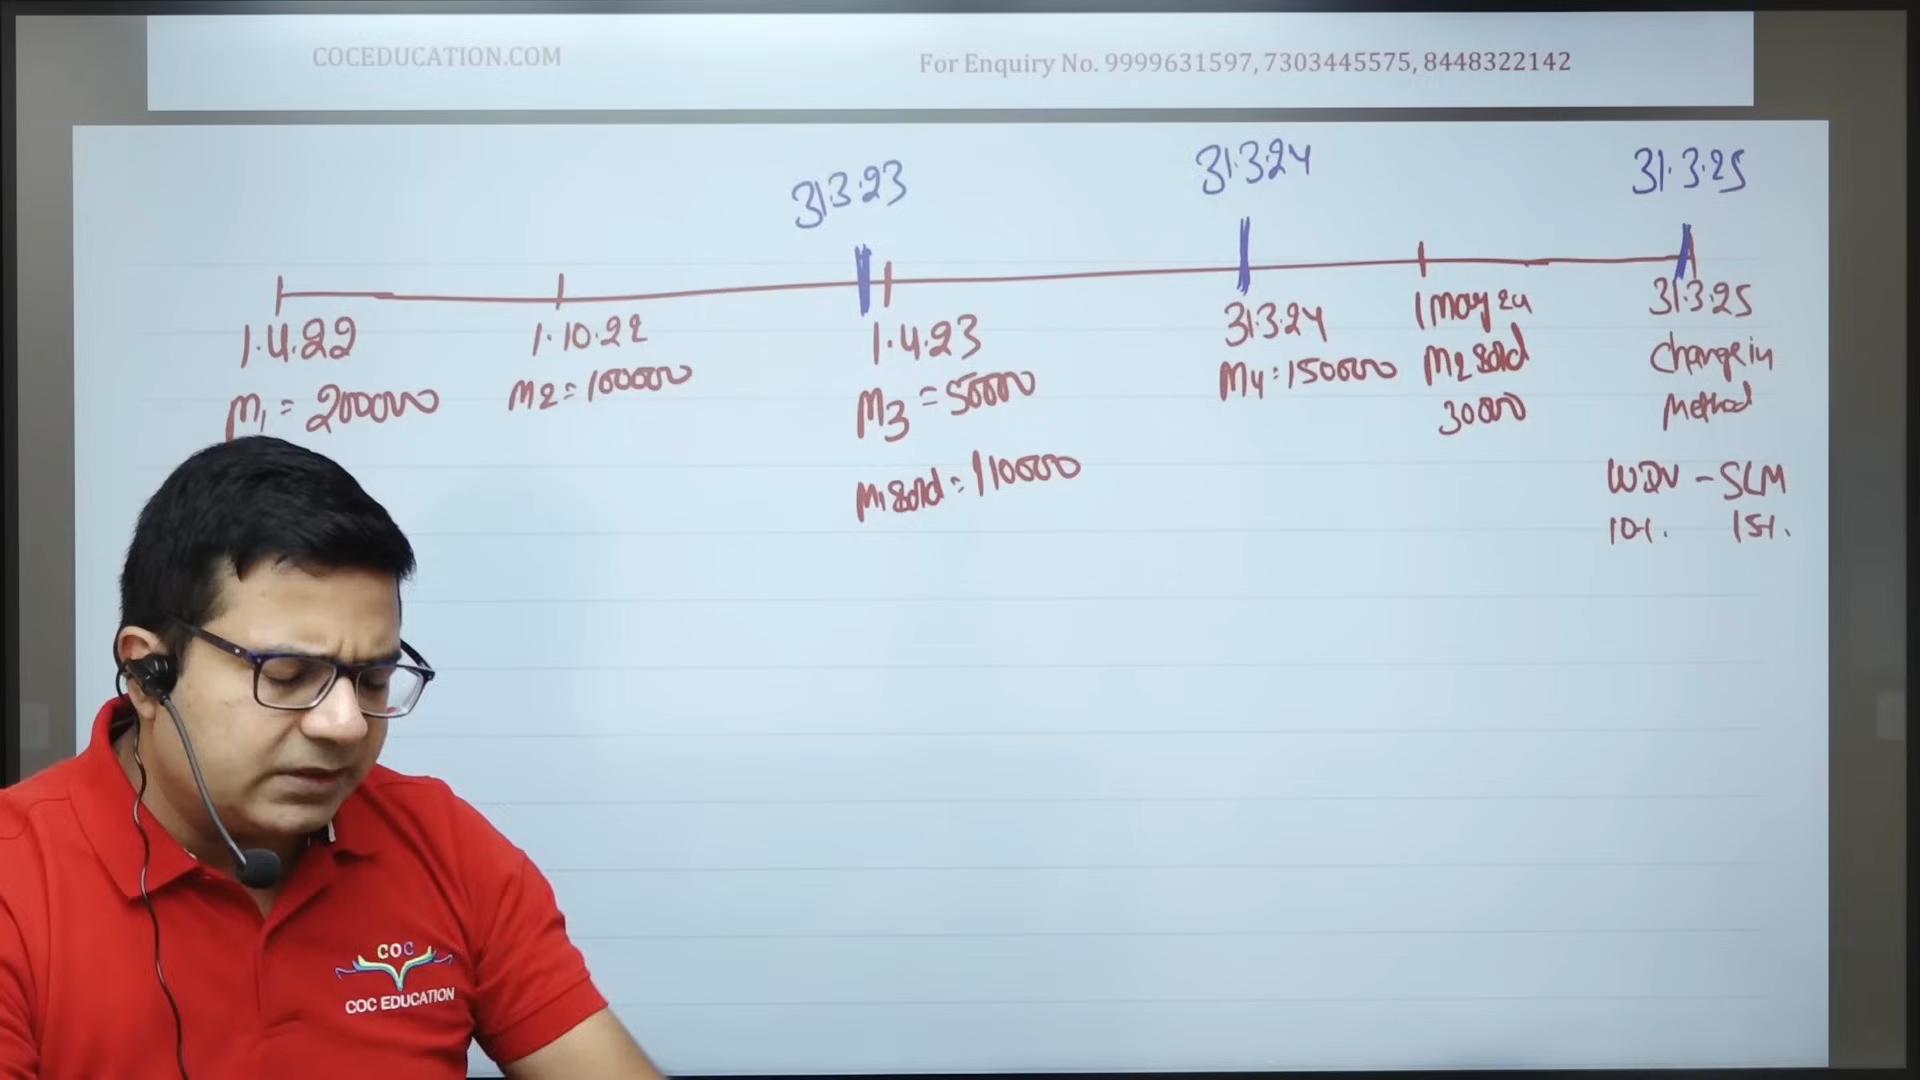 COCEDUCATION.COM
For Enquiry No. 9999631597, 7303445575, 8448322142
31.3.23
31.3.24
31.3.25
1.4.22
M1 = 200000
1.10.22
M2 = 100000
1.4.23
M3 = 50000
M1 Sold = 110000
31.3.24
M4 : 150000
1 May 24
M2 Sold
30000
31.3.25
Change in
Method
WDV - SLM
10%. 15%.
COC
COC EDUCATION